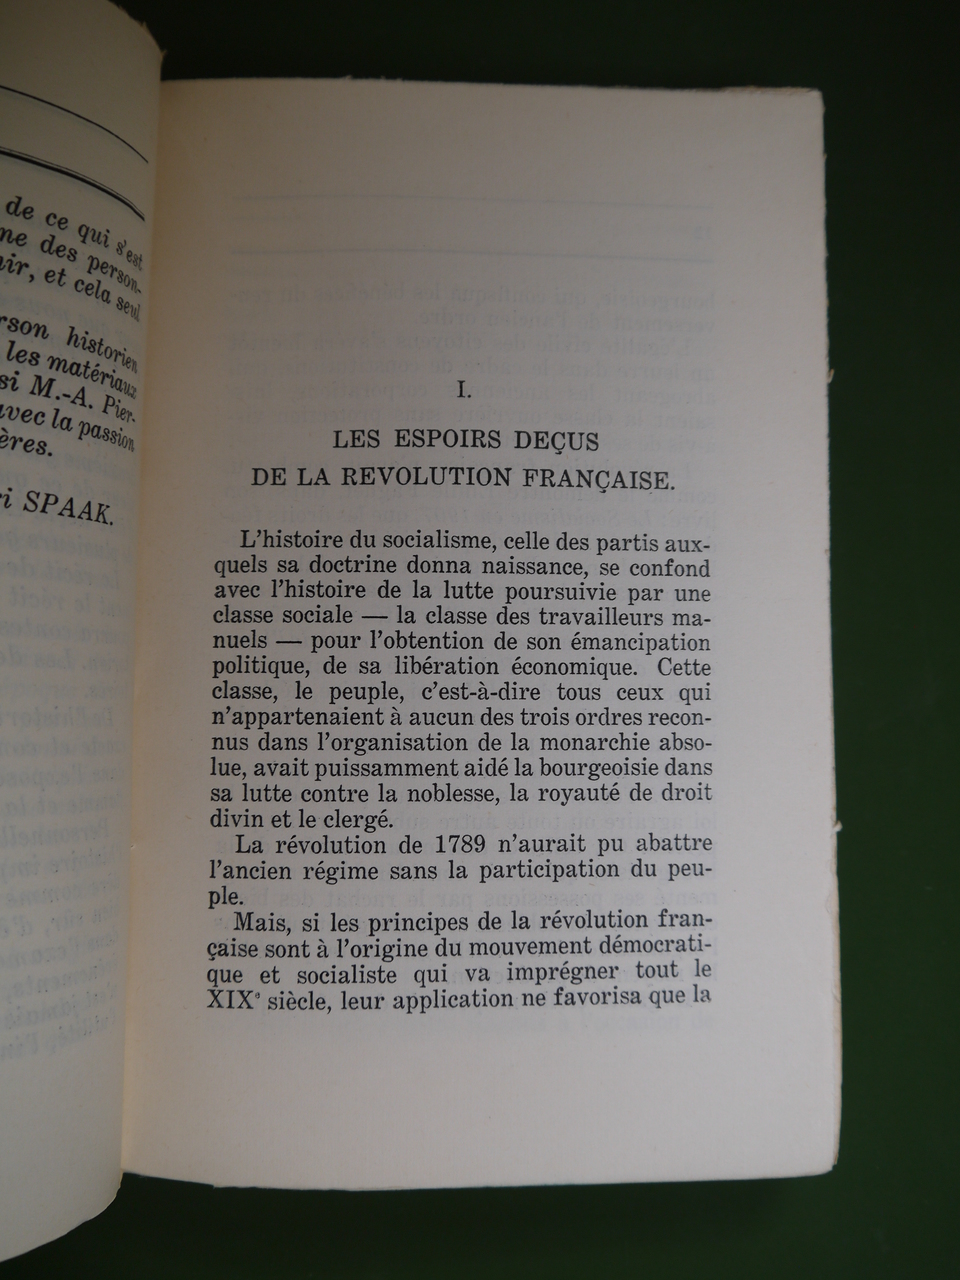 de ce qui s'est
ne des person-
ir, et cela seul
rson historien
les matériaux
si M.-A. Pier-
avec la passion
ères.
i SPAAK.
I.
LES ESPOIRS DEÇUS
DE LA REVOLUTION FRANÇAISE.
L'histoire du socialisme, celle des partis aux-
quels sa doctrine donna naissance, se confond
avec l'histoire de la lutte poursuivie par une
classe sociale — la classe des travailleurs ma-
nuels — pour l'obtention de son émancipation
politique, de sa libération économique. Cette
classe, le peuple, c'est-à-dire tous ceux qui
n'appartenaient à aucun des trois ordres recon-
nus dans l'organisation de la monarchie abso-
lue, avait puissamment aidé la bourgeoisie dans
sa lutte contre la noblesse, la royauté de droit
divin et le clergé.
La révolution de 1789 n'aurait pu abattre
l'ancien régime sans la participation du peu-
ple.
Mais, si les principes de la révolution fran-
çaise sont à l'origine du mouvement démocrati-
que et socialiste qui va imprégner tout le
XIXe siècle, leur application ne favorisa que la